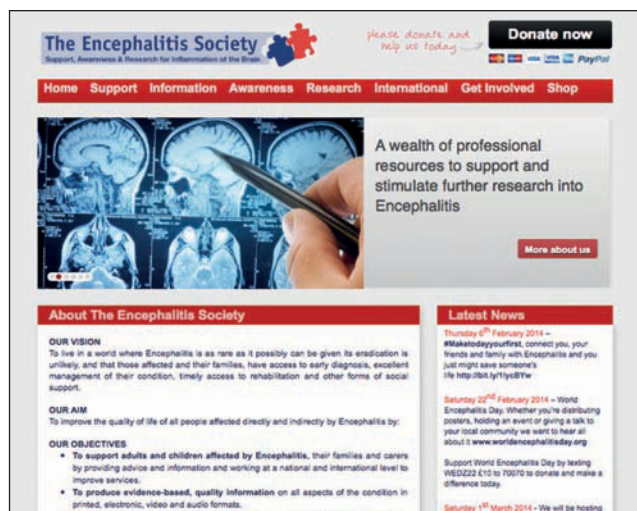 The Encephalitis Society
Support, Awareness & Research for Inflammation of the Brain
please donate and
help us today
Donate now
VISA VISA PayPal
Home Support Information Awareness Research International Get Involved Shop
A wealth of professional
resources to support and
stimulate further research into
Encephalitis
More about us
About The Encephalitis Society
OUR VISION
To live in a world where Encephalitis is as rare as it possibly can be given its eradication is
unlikely, and that those affected and their families, have access to early diagnosis, excellent
management of their condition, timely access to rehabilitation and other forms of social
support.
OUR AIM
To improve the quality of life of all people affected directly and indirectly by Encephalitis by:
OUR OBJECTIVES
• To support adults and children affected by Encephalitis, their families and carers
by providing advice and information and working at a national and international level to
improve services.
• To produce evidence-based, quality information on all aspects of the condition in
printed, electronic, video and audio formats.
Latest News
Thursday 6th February 2014 –
#Maketodayyourfirst, connect you, your
friends and family with Encephalitis and you
just might save someone's
life http://bit.ly/1lycBYw
Saturday 22nd February 2014 – World
Encephalitis Day. Whether you're distributing
posters, holding an event or giving a talk to
your local community we want to hear all
about it www.worldencephalitisday.org
Support World Encephalitis Day by texting
WEDZ22 £10 to 70070 to donate and make a
difference today.
Saturday 1st March 2014 - We will be hosting